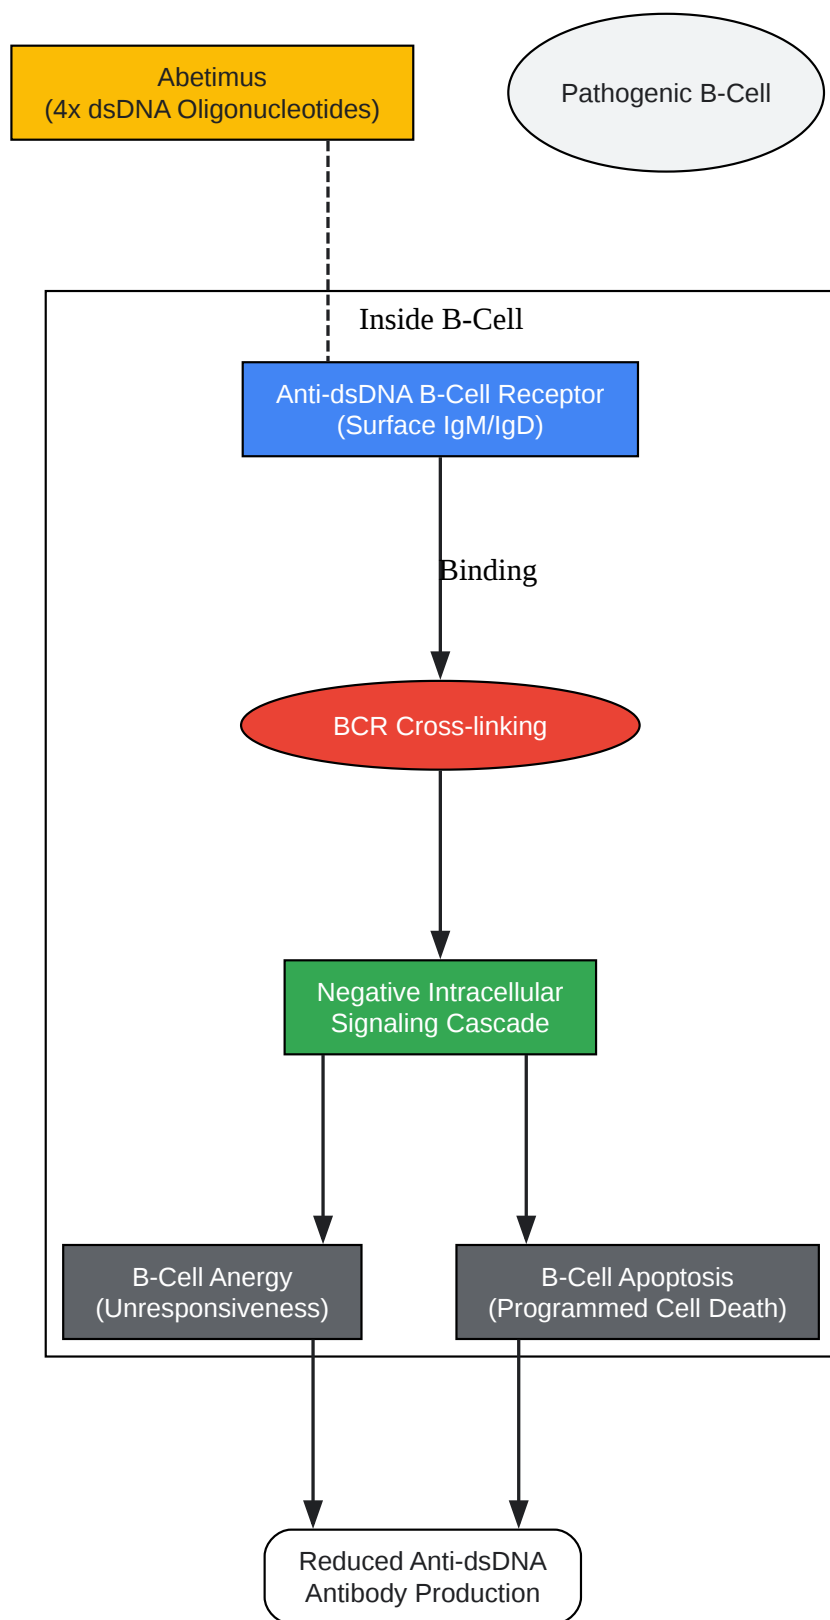 Abetimus
(4x dsDNA Oligonucleotides)
Pathogenic B-Cell
Inside B-Cell
Anti-dsDNA B-Cell Receptor
(Surface IgM/IgD)
Binding
BCR Cross-linking
Negative Intracellular
Signaling Cascade
B-Cell Anergy
(Unresponsiveness)
B-Cell Apoptosis
(Programmed Cell Death)
Reduced Anti-dsDNA
Antibody Production